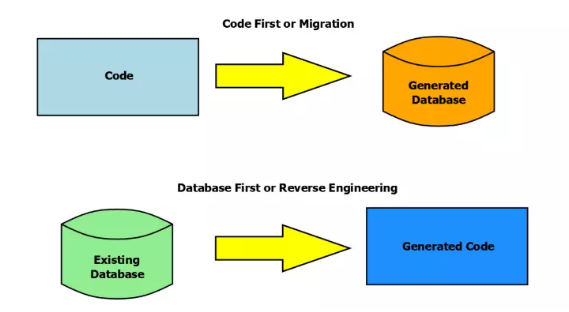 Code First or Migration
Code
Generated
Database
Database First or Reverse Engineering
Existing
Database
Generated Code